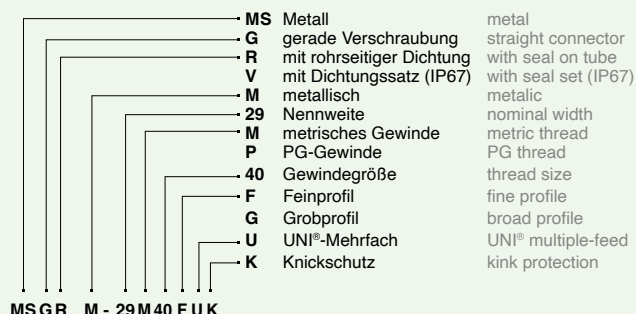 MS Metall metal
G gerade Verschraubung straight connector
R mit rohrseitiger Dichtung with seal on tube
V mit Dichtungssatz (IP67) with seal set (IP67)
M metallisch metalic
29 Nennweite nominal width
M metrisches Gewinde metric thread
P PG-Gewinde PG thread
40 Gewindegröße thread size
F Feinprofil fine profile
G Grobprofil broad profile
U UNI®-Mehrfach UNI® multiple-feed
K Knickschutz kink protection
MS G R M - 29 M 40 F U K